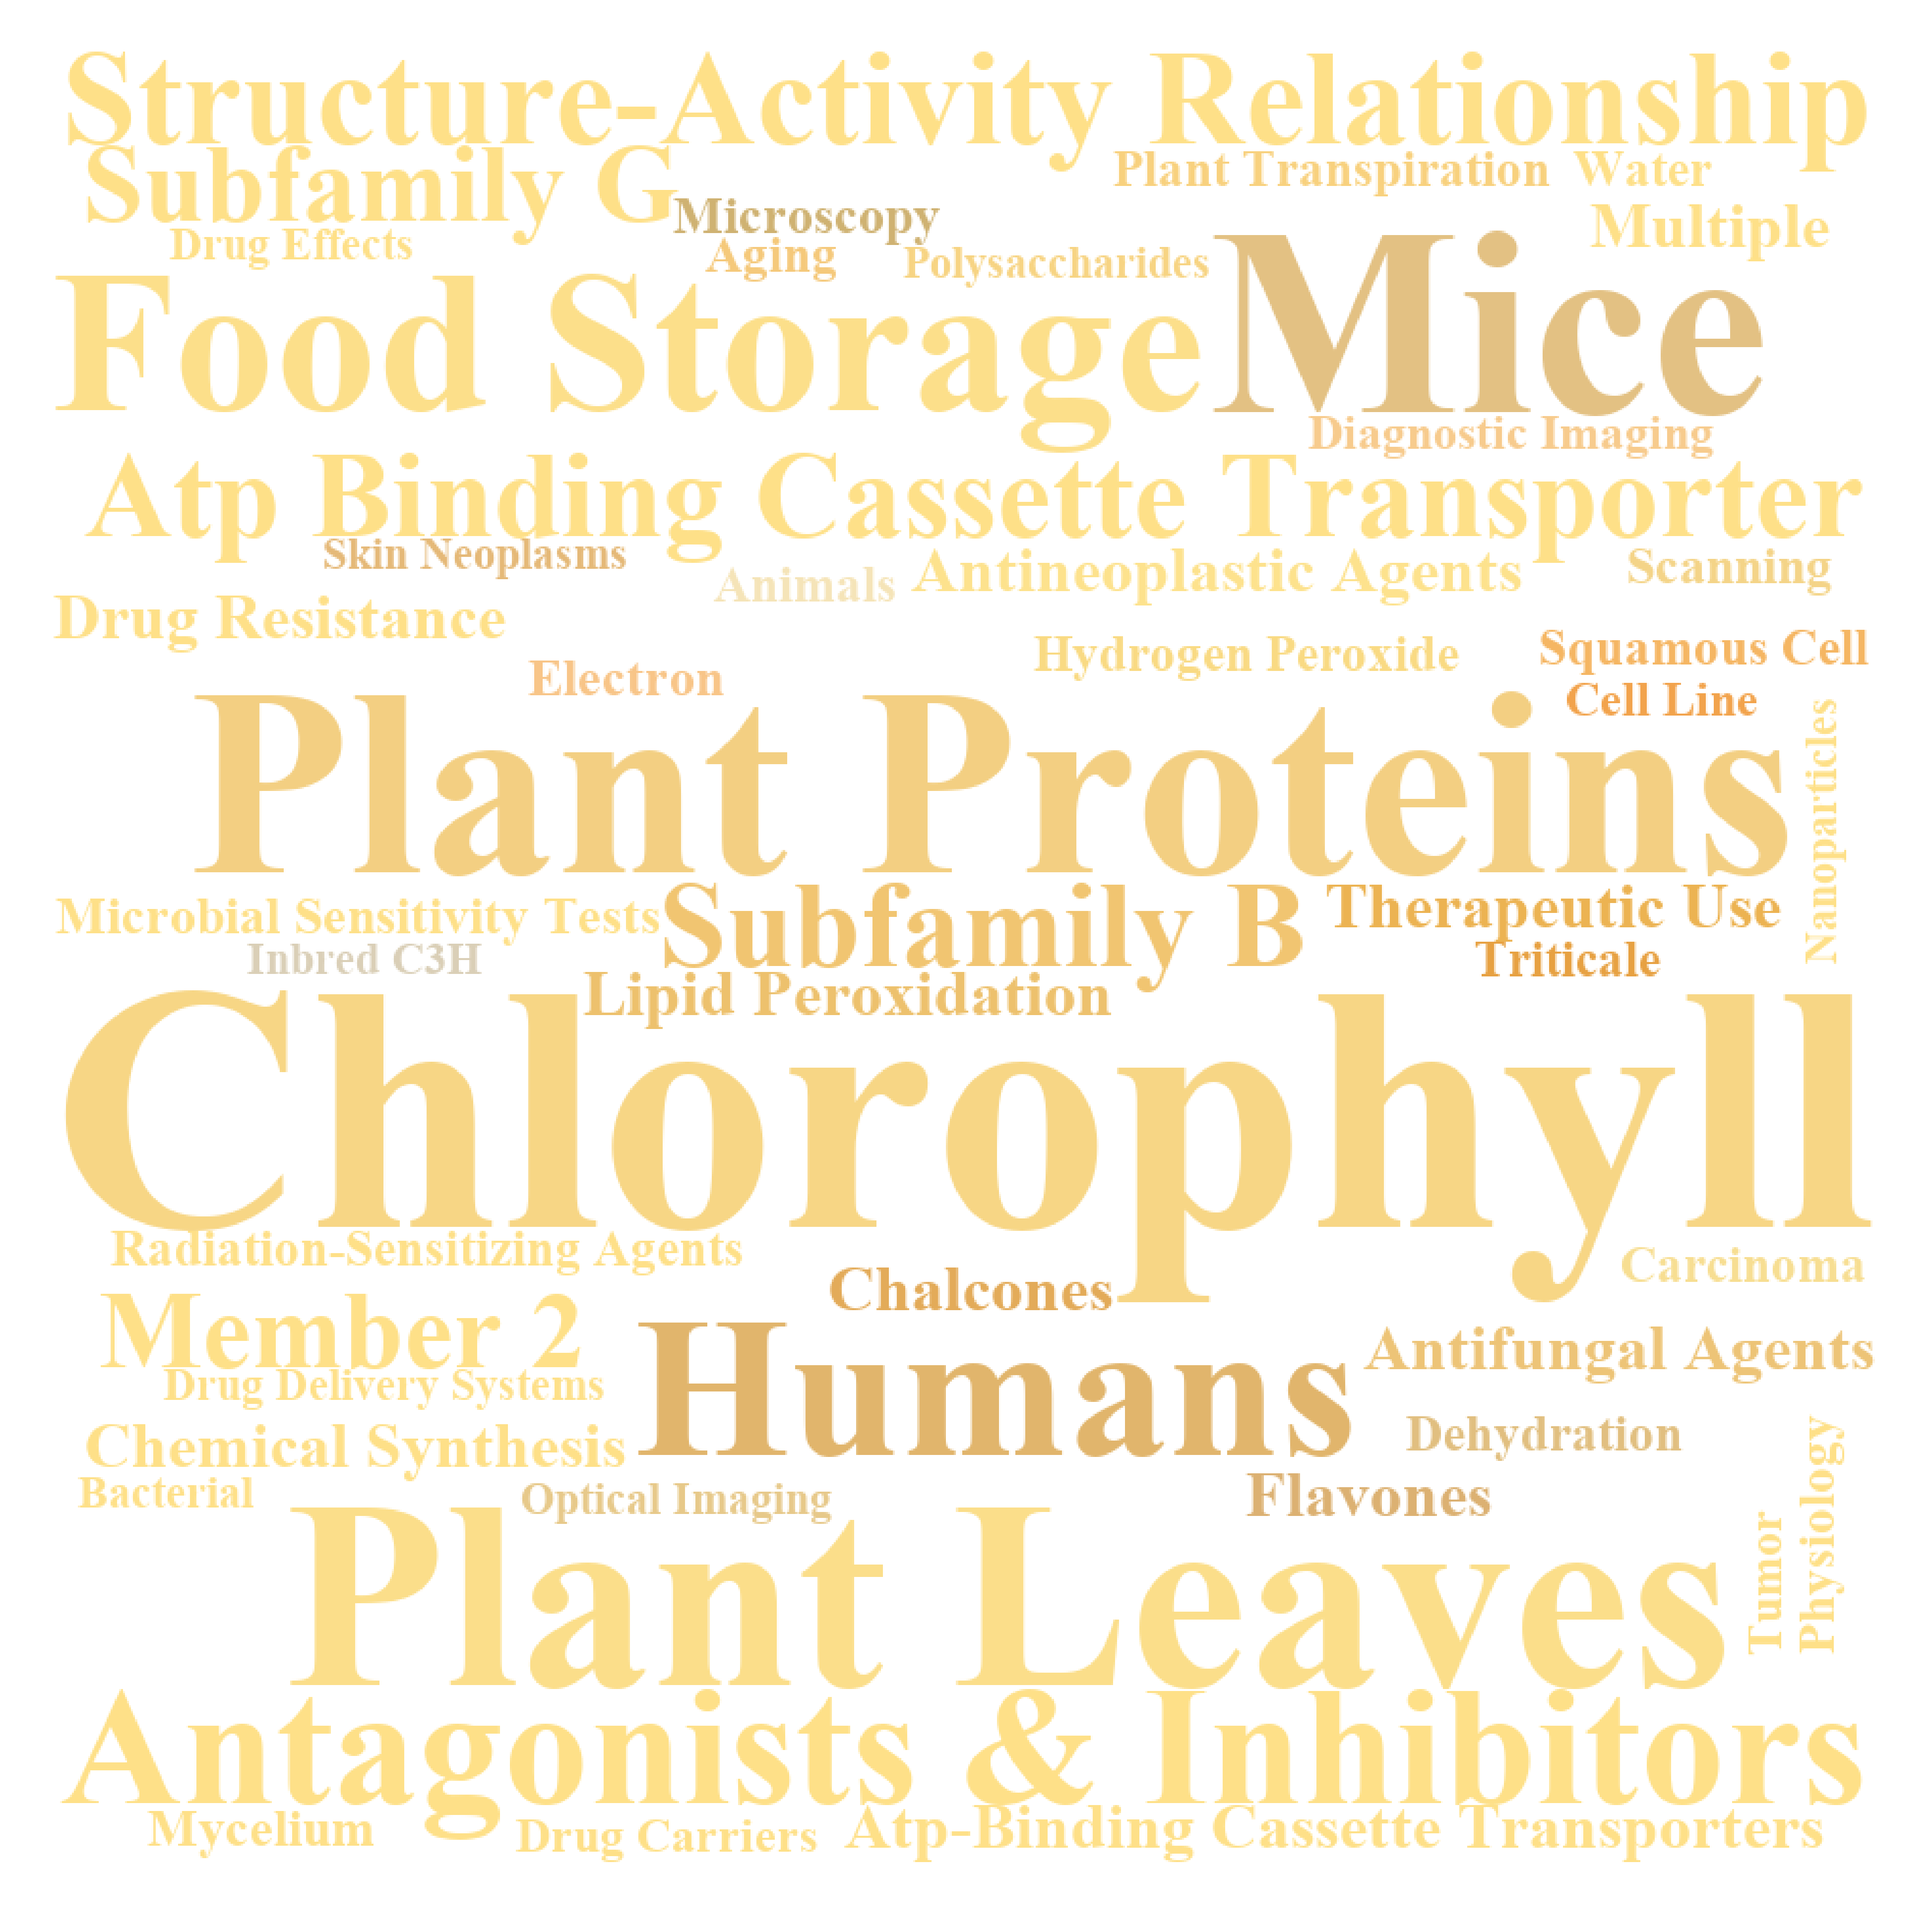 Structure-Activity Relationship
Subfamily G
Plant Transpiration
Water
Microscopy
Multiple
Drug Effects
Aging
Polysaccharides
Food Storage
Mice
Diagnostic Imaging
Atp Binding Cassette Transporter
Skin Neoplasms
Animals
Antineoplastic Agents
Scanning
Drug Resistance
Electron
Hydrogen Peroxide
Squamous Cell
Cell Line
Plant Proteins
Nanoparticles
Microbial Sensitivity Tests
Subfamily B
Therapeutic Use
Inbred C3H
Triticale
Lipid Peroxidation
Chlorophyll
Radiation-Sensitizing Agents
Carcinoma
Chalcones
Member 2
Humans
Antifungal Agents
Drug Delivery Systems
Chemical Synthesis
Dehydration
Bacterial
Optical Imaging
Flavones
Plant Leaves
Tumor
Physiology
Antagonists & Inhibitors
Mycelium
Drug Carriers
Atp-Binding Cassette Transporters